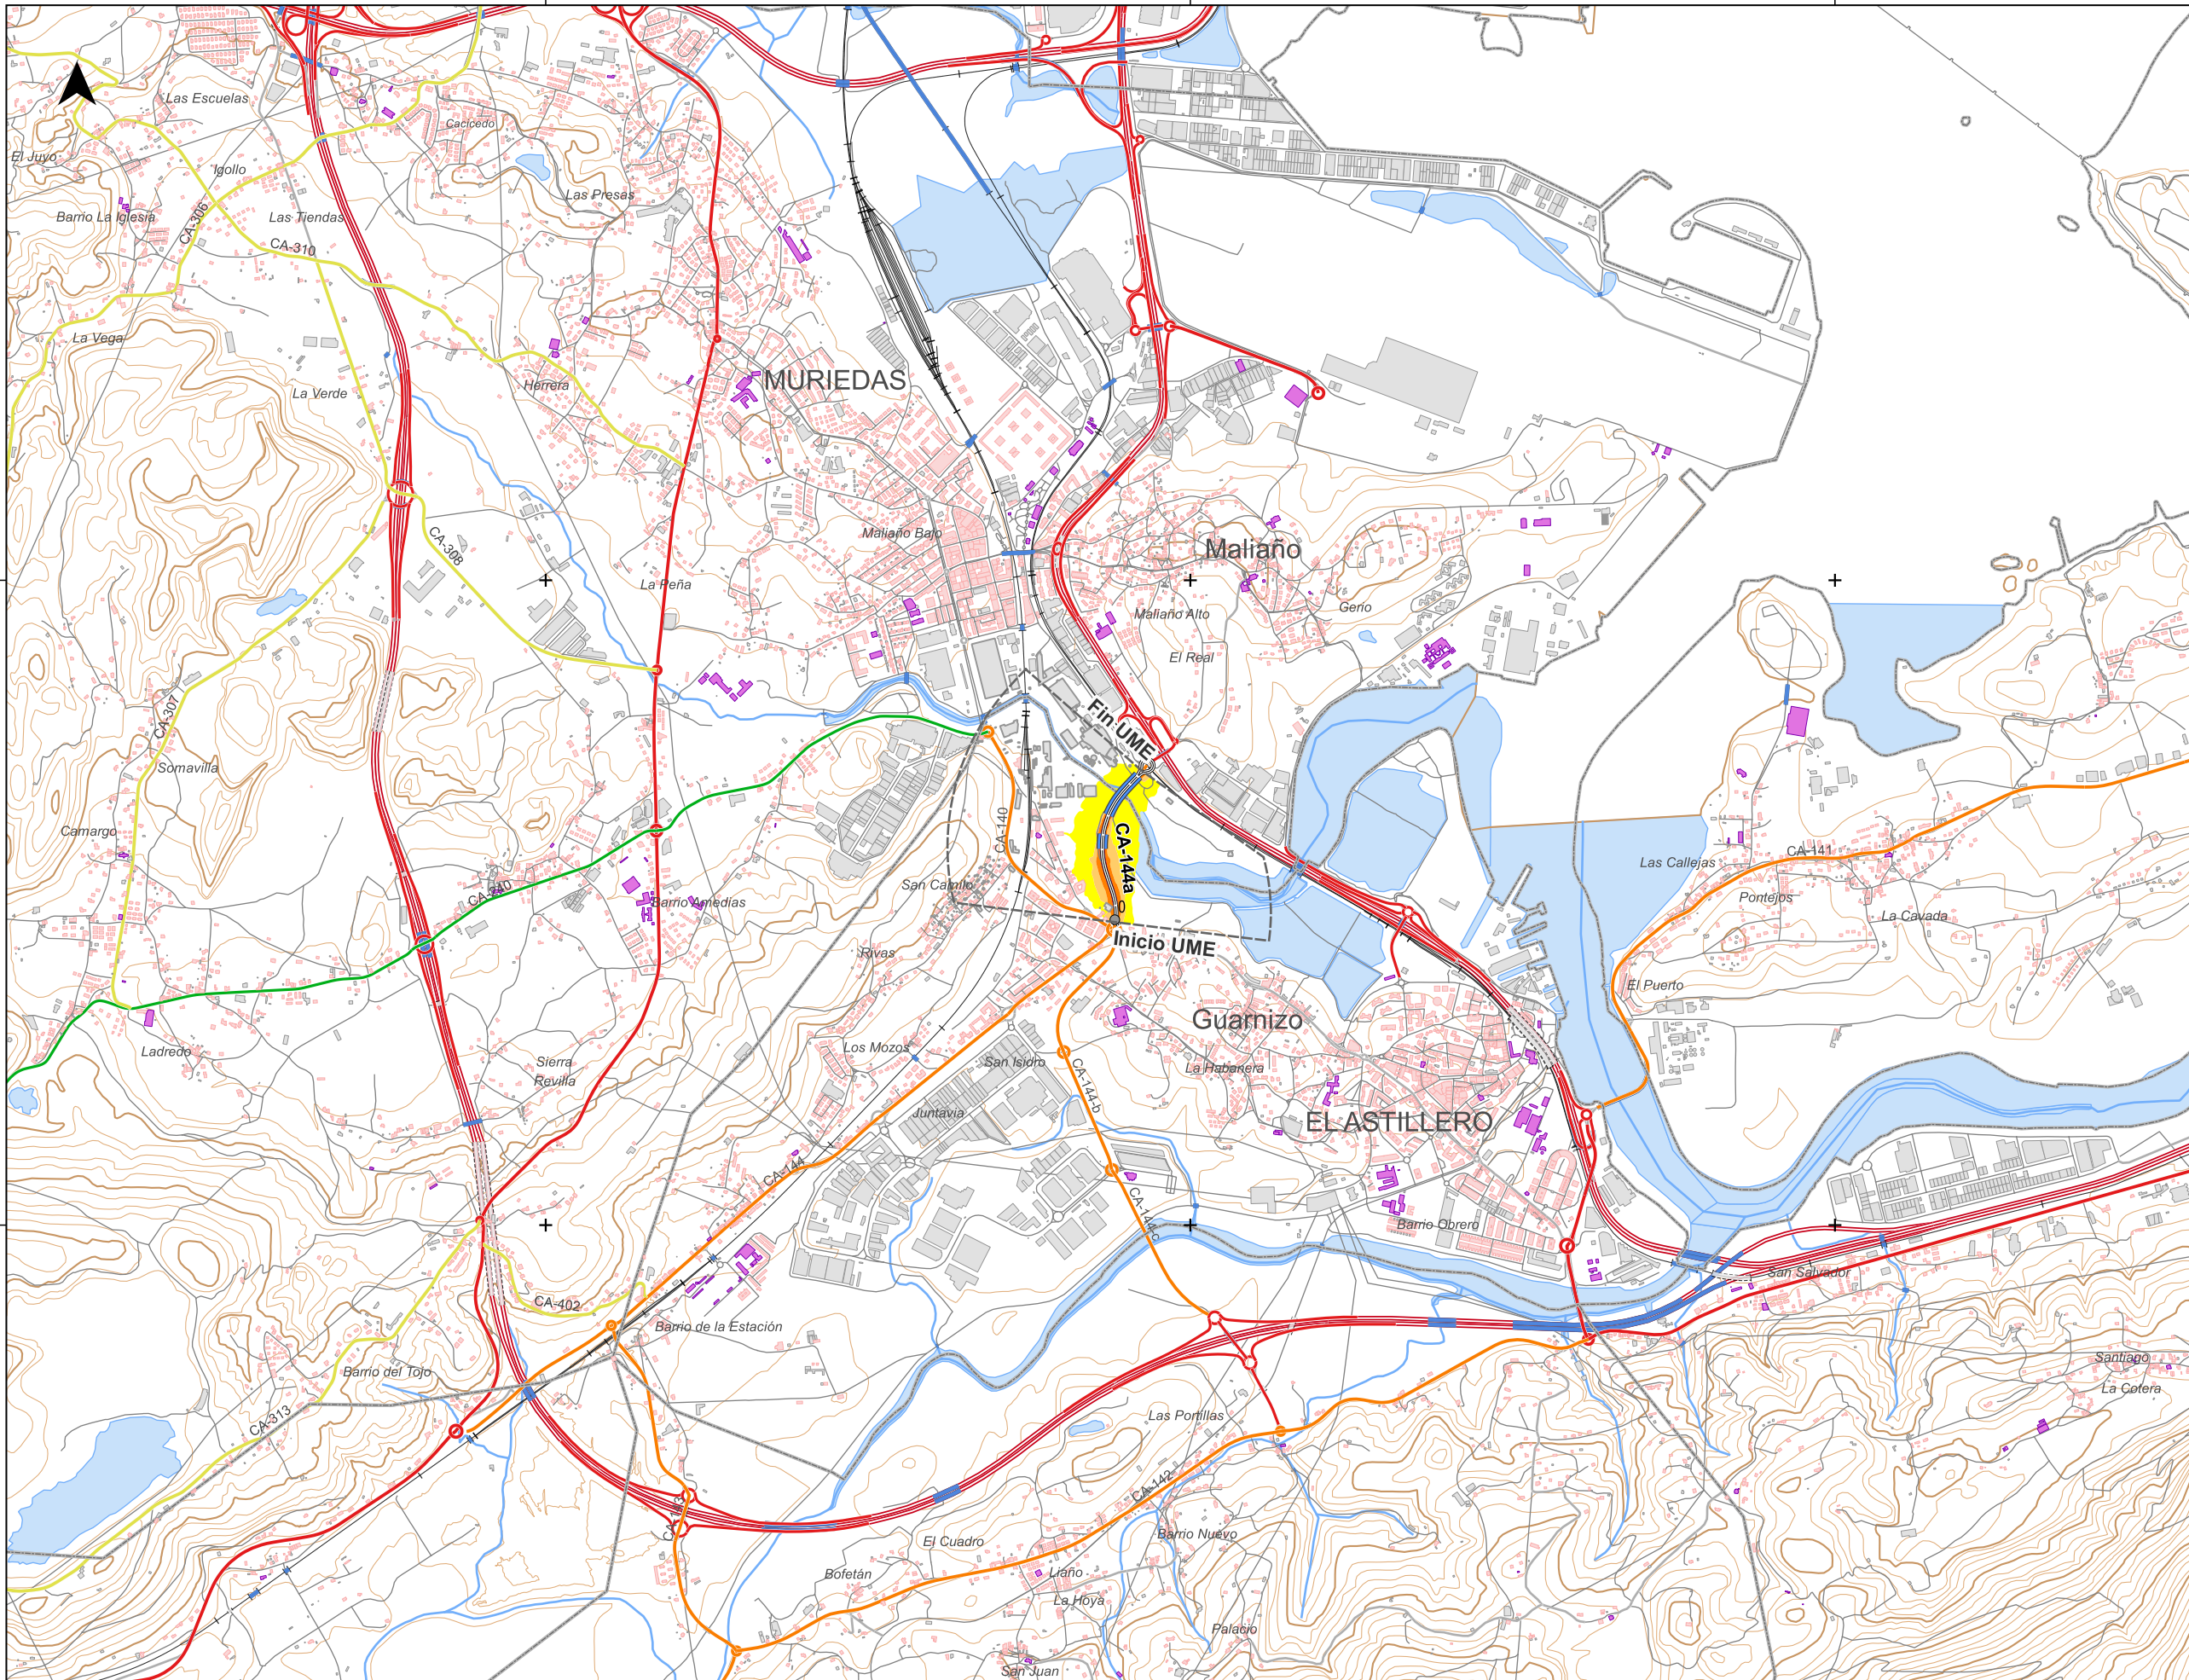 Las Escuelas
Cacicedo
El Juyo
Igollo
Las Presas
Barrio La Iglesia
CA-306
Las Tiendas
CA-310
La Vega
MURIEDAS
Herrera
La Verde
CA-308
Maliaño Bajo
Maliaño
La Peña
Gerio
Maliaño Alto
El Real
CA-307
Fin UME
Somavilla
CA-140
CA-144a
Camargo
CA-141
Las Callejas
CA-240
San Camilo
Barrio Amedias
Pontejos
0
La Cavada
Inicio UME
Rivas
El Puerto
Guarnizo
Los Mozos
Ladredo
Sierra
Revilla
San Isidro
La Habanera
CA-144-b
Juntavia
EL ASTILLERO
CA-144
CA-144c
Barrio Obrero
San Salvador
CA-402
Barrio de la Estación
Santiago
Barrio del Tojo
La Cotera
CA-313
Las Portillas
CA-142
Barrio Nuevo
El Cuadro
Bofetán
Liaño
La Hoya
Palacio
San Juan